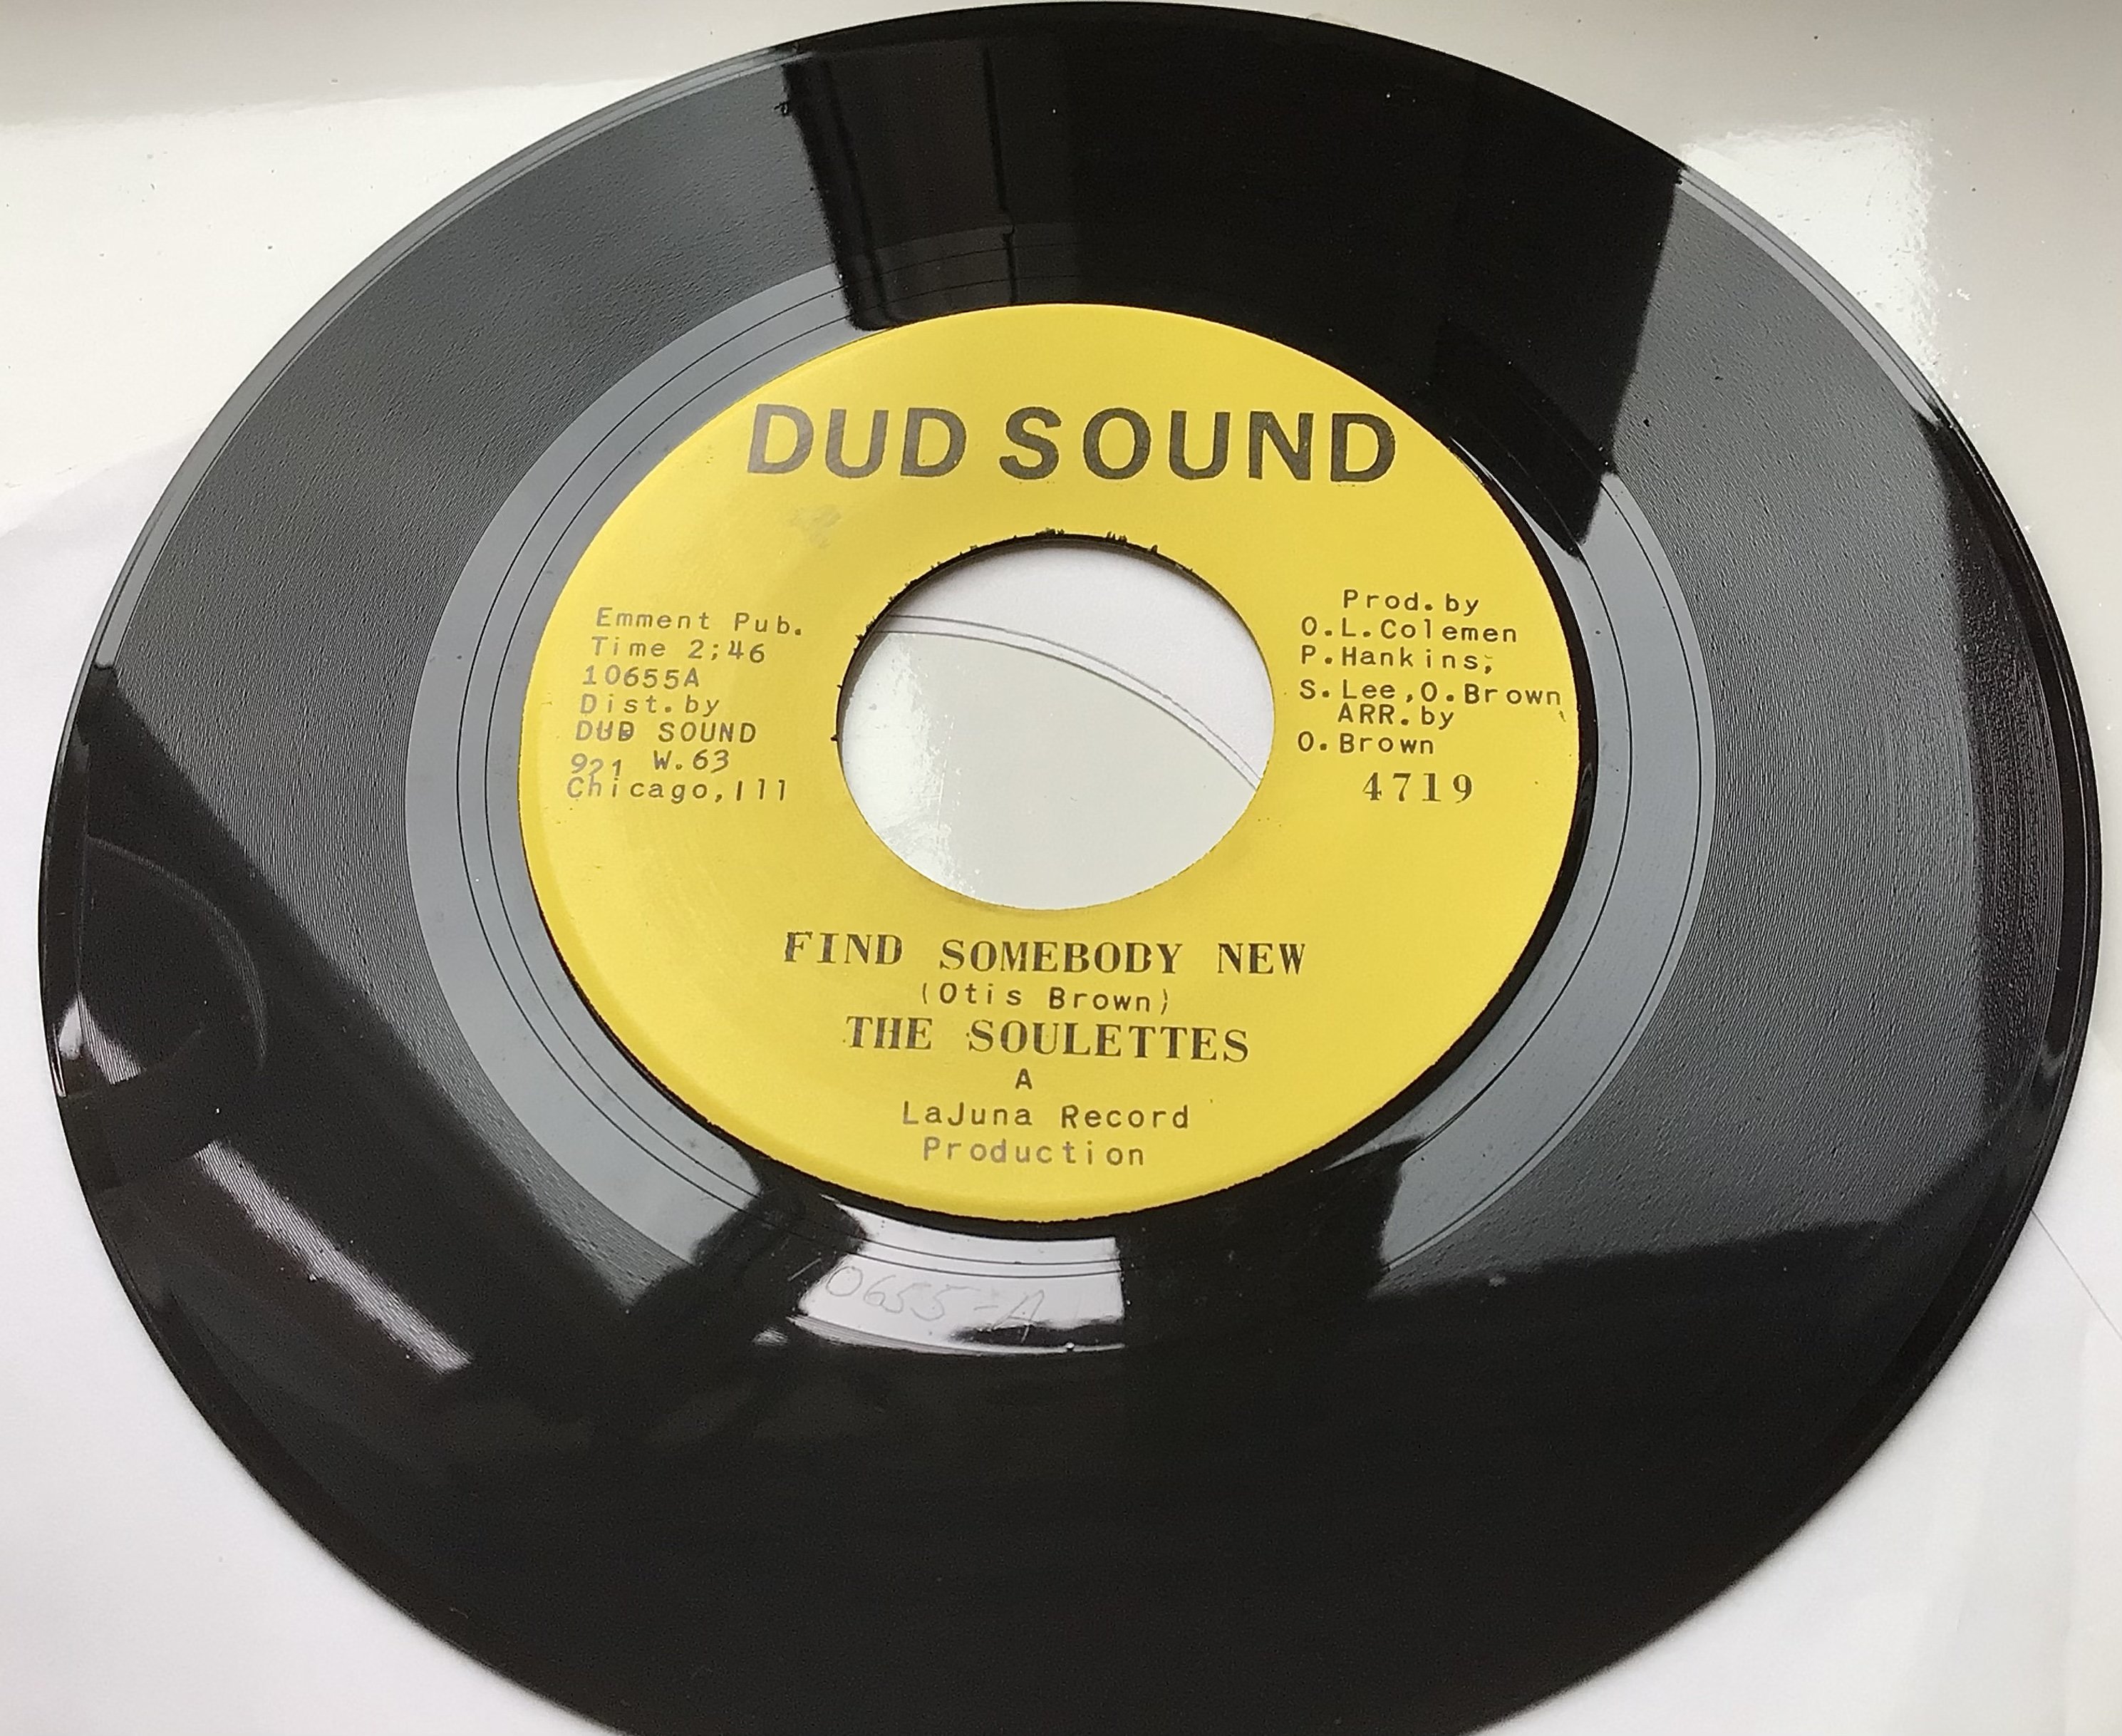 DUD SOUND
Emment Pub.
Time 2;46
10655A
Dist.by
DUD SOUND
921 W.63
Chicago,Ill
Prod.by
O.L.Colemen
P.Hankins,
S.Lee,O.Brown
ARR.by
O.Brown
4719
FIND SOMEBODY NEW
(Otis Brown)
THE SOULETTES
A
LaJuna Record
Production
10655-A